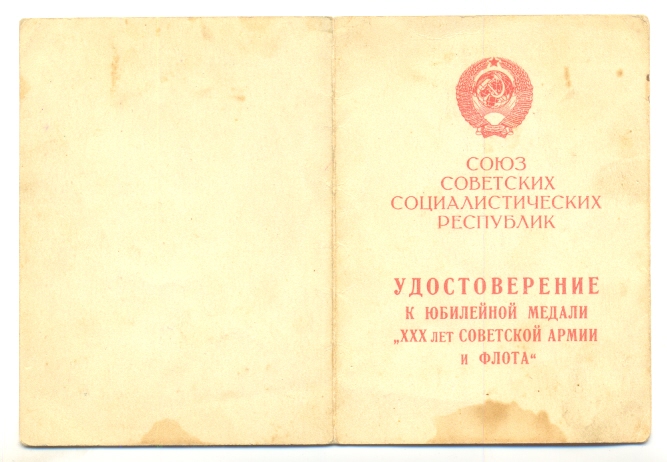 СОЮЗ
СОВЕТСКИХ
СОЦИАЛИСТИЧЕСКИХ
РЕСПУБЛИК
УДОСТОВЕРЕНИЕ
К ЮБИЛЕЙНОЙ МЕДАЛИ
„XXX ЛЕТ СОВЕТСКОЙ АРМИИ
И ФЛОТА“